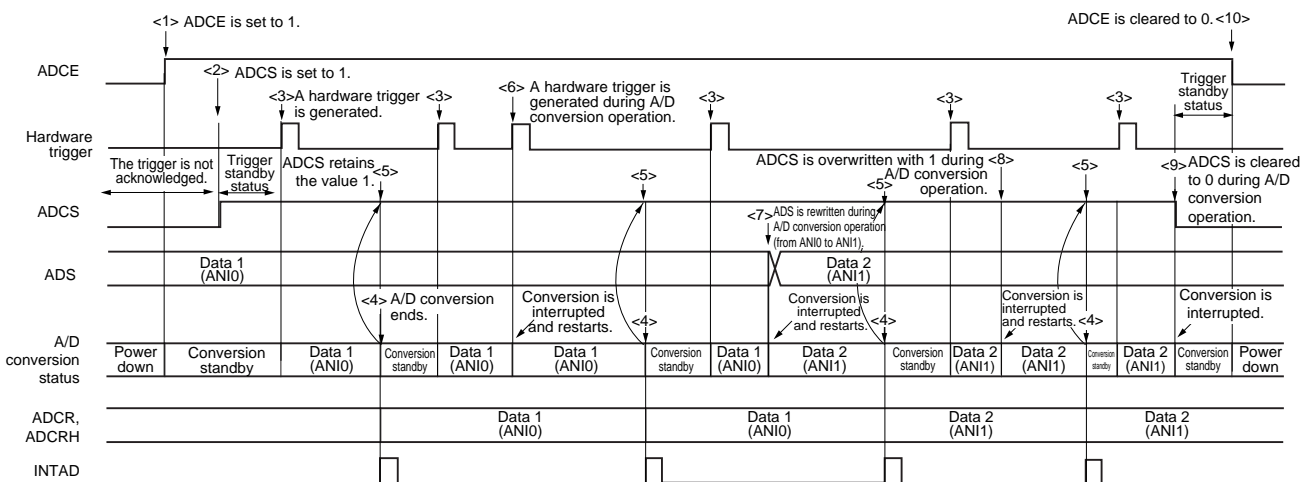 <1> ADCE is set to 1.
ADCE is cleared to 0. <10>
ADCE
<2> ADCS is set to 1.
<3> A hardware trigger
is generated.
<3>
<6> A hardware trigger is
generated during A/D
conversion operation.
<3>
<3>
<3>
Trigger
standby
status
Hardware
trigger
The trigger is not
acknowledged.
Trigger
standby
status
ADCS retains
the value 1.
<5>
<5>
ADCS is overwritten with 1 during
A/D conversion
operation.
<8>
<5>
<5>
<9> ADCS is cleared
to 0 during A/D
conversion
operation.
ADCS
<7> ADS is rewritten during
A/D conversion operation
(from ANI0 to ANI1).
ADS
Data 1
(ANI0)
Data 2
(ANI1)
<4> A/D conversion
ends.
Conversion is
interrupted
and restarts.
<4>
Conversion is
interrupted
and restarts.
<4>
Conversion is
interrupted
and restarts.
<4>
Conversion is
interrupted.
A/D
conversion
status
Power
down
Conversion
standby
Data 1
(ANI0)
Conversion
standby
Data 1
(ANI0)
Data 1
(ANI0)
Conversion
standby
Data 1
(ANI0)
Data 2
(ANI1)
Conversion
standby
Data 2
(ANI1)
Data 2
(ANI1)
Conversion
standby
Data 2
(ANI1)
Conversion
standby
Power
down
ADCR,
ADCRH
Data 1
(ANI0)
Data 1
(ANI0)
Data 2
(ANI1)
Data 2
(ANI1)
INTAD